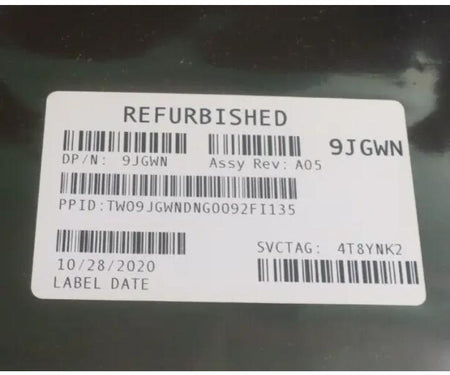 REFURBISHED
9JGWN
DP/N: 9JGWN Assy Rev: A05
PPID:TW09JGWNDNG0092FI135
10/28/2020 SVCTAG: 4T8YNK2
LABEL DATE